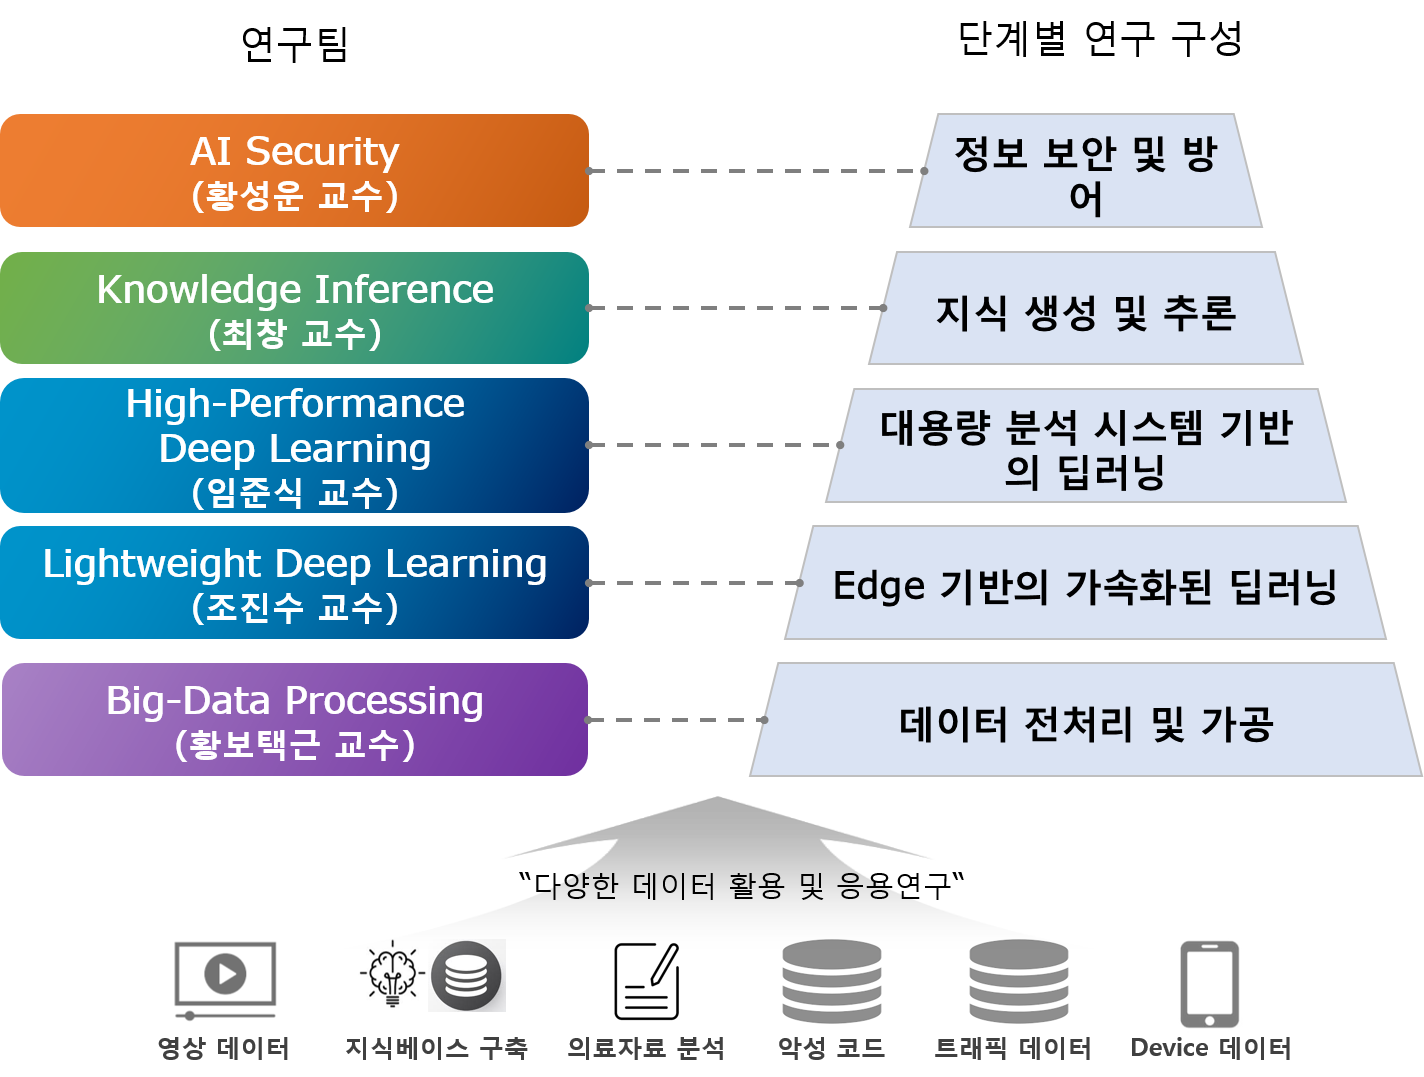 연구팀
단계별 연구 구성
AI Security
(황성운 교수)
정보 보안 및 방
어
Knowledge Inference
(최창 교수)
지식 생성 및 추론
High-Performance
Deep Learning
(임준식 교수)
대용량 분석 시스템 기반
의 딥러닝
Lightweight Deep Learning
(조진수 교수)
Edge 기반의 가속화된 딥러닝
Big-Data Processing
(황보택근 교수)
데이터 전처리 및 가공
“다양한 데이터 활용 및 응용연구“
영상 데이터
지식베이스 구축
의료자료 분석
악성 코드
트래픽 데이터
Device 데이터